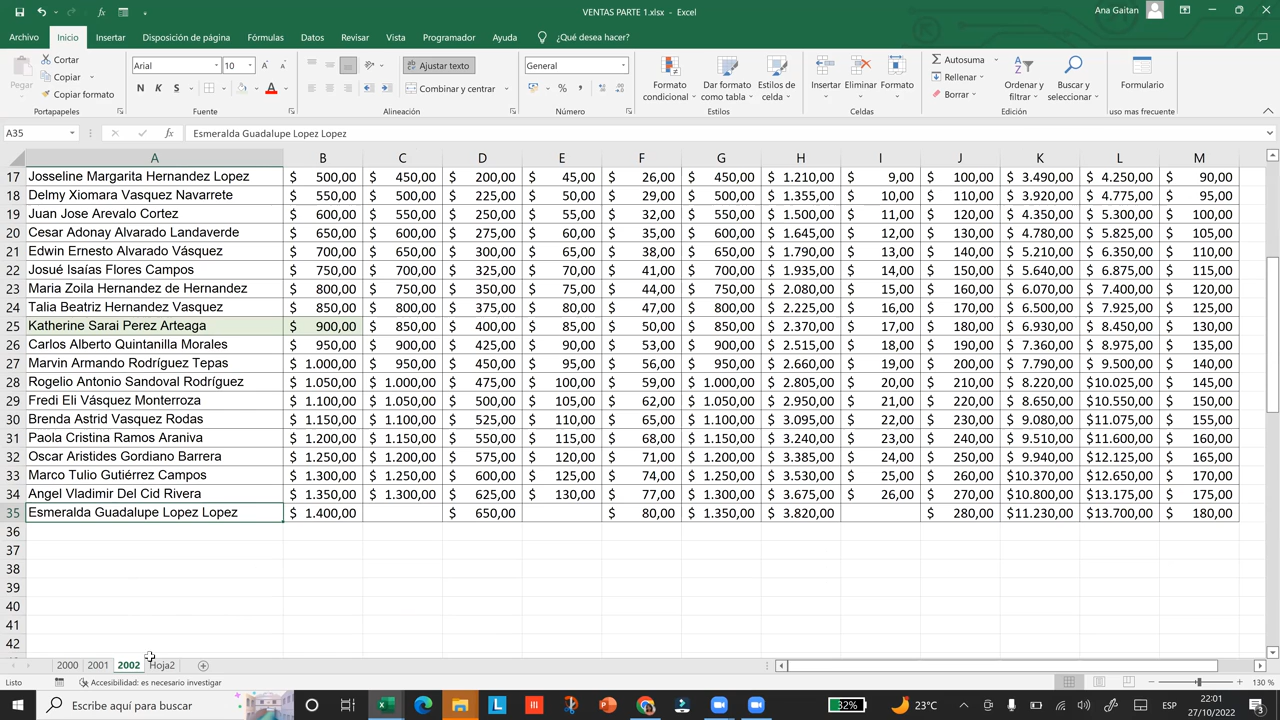 VENTAS PARTE 1.xlsx - Excel
Ana Gaitan
Archivo Inicio Insertar Disposición de página Fórmulas Datos Revisar Vista Programador Ayuda ¿Qué desea hacer?
Pegar
Cortar
Copiar
Copiar formato
Portapapeles
Arial 10
N K S
Fuente
Ajustar texto
Combinar y centrar
Alineación
General
$ % 000
Número
Formato condicional
Dar formato como tabla
Estilos de celda
Estilos
Insertar
Eliminar
Formato
Celdas
Autosuma
Rellenar
Borrar
Ordenar y filtrar
Buscar y seleccionar
Edición
Formulario
uso mas frecuente
A35 fx Esmeralda Guadalupe Lopez Lopez
A B C D E F G H I J K L M
17 Josseline Margarita Hernandez Lopez $ 500,00 $ 450,00 $ 200,00 $ 45,00 $ 26,00 $ 450,00 $ 1.210,00 $ 9,00 $ 100,00 $ 3.490,00 $ 4.250,00 $ 90,00
18 Delmy Xiomara Vasquez Navarrete $ 550,00 $ 500,00 $ 225,00 $ 50,00 $ 29,00 $ 500,00 $ 1.355,00 $ 10,00 $ 110,00 $ 3.920,00 $ 4.775,00 $ 95,00
19 Juan Jose Arevalo Cortez $ 600,00 $ 550,00 $ 250,00 $ 55,00 $ 32,00 $ 550,00 $ 1.500,00 $ 11,00 $ 120,00 $ 4.350,00 $ 5.300,00 $ 100,00
20 Cesar Adonay Alvarado Landaverde $ 650,00 $ 600,00 $ 275,00 $ 60,00 $ 35,00 $ 600,00 $ 1.645,00 $ 12,00 $ 130,00 $ 4.780,00 $ 5.825,00 $ 105,00
21 Edwin Ernesto Alvarado Vásquez $ 700,00 $ 650,00 $ 300,00 $ 65,00 $ 38,00 $ 650,00 $ 1.790,00 $ 13,00 $ 140,00 $ 5.210,00 $ 6.350,00 $ 110,00
22 Josué Isaías Flores Campos $ 750,00 $ 700,00 $ 325,00 $ 70,00 $ 41,00 $ 700,00 $ 1.935,00 $ 14,00 $ 150,00 $ 5.640,00 $ 6.875,00 $ 115,00
23 Maria Zoila Hernandez de Hernandez $ 800,00 $ 750,00 $ 350,00 $ 75,00 $ 44,00 $ 750,00 $ 2.080,00 $ 15,00 $ 160,00 $ 6.070,00 $ 7.400,00 $ 120,00
24 Talia Beatriz Hernandez Vasquez $ 850,00 $ 800,00 $ 375,00 $ 80,00 $ 47,00 $ 800,00 $ 2.225,00 $ 16,00 $ 170,00 $ 6.500,00 $ 7.925,00 $ 125,00
25 Katherine Sarai Perez Arteaga $ 900,00 $ 850,00 $ 400,00 $ 85,00 $ 50,00 $ 850,00 $ 2.370,00 $ 17,00 $ 180,00 $ 6.930,00 $ 8.450,00 $ 130,00
26 Carlos Alberto Quintanilla Morales $ 950,00 $ 900,00 $ 425,00 $ 90,00 $ 53,00 $ 900,00 $ 2.515,00 $ 18,00 $ 190,00 $ 7.360,00 $ 8.975,00 $ 135,00
27 Marvin Armando Rodríguez Tepas $ 1.000,00 $ 950,00 $ 450,00 $ 95,00 $ 56,00 $ 950,00 $ 2.660,00 $ 19,00 $ 200,00 $ 7.790,00 $ 9.500,00 $ 140,00
28 Rogelio Antonio Sandoval Rodríguez $ 1.050,00 $ 1.000,00 $ 475,00 $ 100,00 $ 59,00 $ 1.000,00 $ 2.805,00 $ 20,00 $ 210,00 $ 8.220,00 $10.025,00 $ 145,00
29 Fredi Eli Vásquez Monterroza $ 1.100,00 $ 1.050,00 $ 500,00 $ 105,00 $ 62,00 $ 1.050,00 $ 2.950,00 $ 21,00 $ 220,00 $ 8.650,00 $10.550,00 $ 150,00
30 Brenda Astrid Vasquez Rodas $ 1.150,00 $ 1.100,00 $ 525,00 $ 110,00 $ 65,00 $ 1.100,00 $ 3.095,00 $ 22,00 $ 230,00 $ 9.080,00 $11.075,00 $ 155,00
31 Paola Cristina Ramos Araniva $ 1.200,00 $ 1.150,00 $ 550,00 $ 115,00 $ 68,00 $ 1.150,00 $ 3.240,00 $ 23,00 $ 240,00 $ 9.510,00 $11.600,00 $ 160,00
32 Oscar Aristides Gordiano Barrera $ 1.250,00 $ 1.200,00 $ 575,00 $ 120,00 $ 71,00 $ 1.200,00 $ 3.385,00 $ 24,00 $ 250,00 $ 9.940,00 $12.125,00 $ 165,00
33 Marco Tulio Gutiérrez Campos $ 1.300,00 $ 1.250,00 $ 600,00 $ 125,00 $ 74,00 $ 1.250,00 $ 3.530,00 $ 25,00 $ 260,00 $10.370,00 $12.650,00 $ 170,00
34 Angel Vladimir Del Cid Rivera $ 1.350,00 $ 1.300,00 $ 625,00 $ 130,00 $ 77,00 $ 1.300,00 $ 3.675,00 $ 26,00 $ 270,00 $10.800,00 $13.175,00 $ 175,00
35 Esmeralda Guadalupe Lopez Lopez $ 1.400,00 $ 650,00 $ 80,00 $ 1.350,00 $ 3.820,00 $ 280,00 $11.230,00 $13.700,00 $ 180,00
36
37
38
39
40
41
42
2000 2001 2002 Hoja2
Listo Accesibilidad: es necesario investigar 130 %
Escribe aquí para buscar
32%
23°C
ESP
22:01
27/10/2022
3